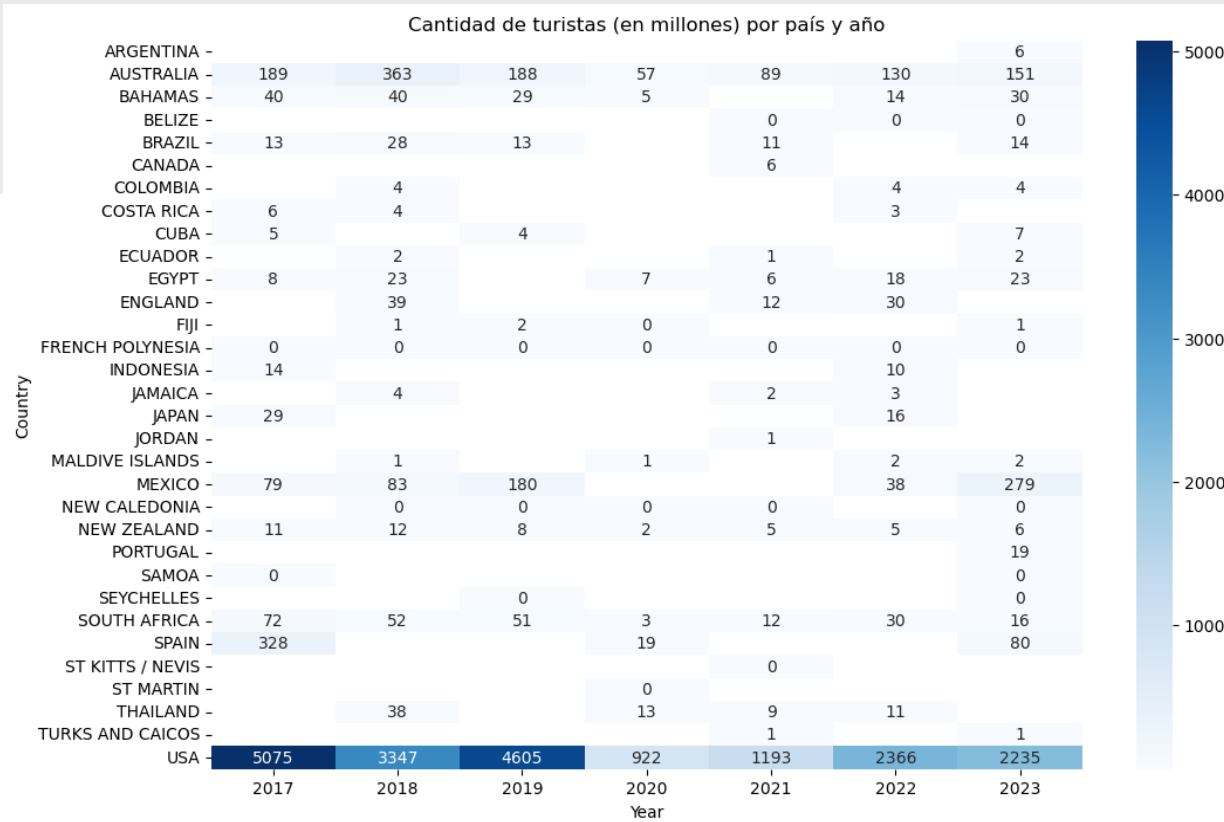 Cantidad de turistas (en millones) por país y año
ARGENTINA 6
AUSTRALIA 189 363 188 57 89 130 151
BAHAMAS 40 40 29 5 14 30
BELIZE 0 0 0
BRAZIL 13 28 13 11 14
CANADA 6
COLOMBIA 4 4 4
COSTA RICA 6 4 3
CUBA 5 4 7
ECUADOR 2 1 2
EGYPT 8 23 7 6 18 23
ENGLAND 39 12 30
FIJI 1 2 0 1
FRENCH POLYNESIA 0 0 0 0 0 0 0
INDONESIA 14 10
JAMAICA 4 2 3
JAPAN 29 16
JORDAN 1
MALDIVE ISLANDS 1 1 2 2
MEXICO 79 83 180 38 279
NEW CALEDONIA 0 0 0 0 0
NEW ZEALAND 11 12 8 2 5 5 6
PORTUGAL 19
SAMOA 0 0
SEYCHELLES 0 0
SOUTH AFRICA 72 52 51 3 12 30 16
SPAIN 328 19 80
ST KITTS / NEVIS 0
ST MARTIN 0
THAILAND 38 13 9 11
TURKS AND CAICOS 1 1
USA 5075 3347 4605 922 1193 2366 2235
2017 2018 2019 2020 2021 2022 2023
Year
Country
5000
4000
3000
2000
1000